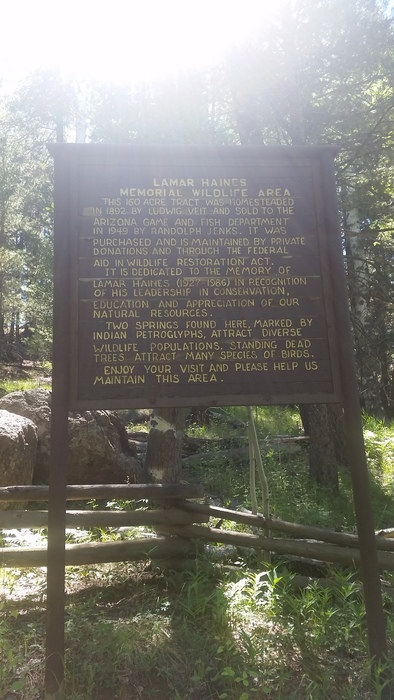 LAMAR HAINES
MEMORIAL WILDLIFE AREA
THIS 160 ACRE TRACT WAS HOMESTEADED
IN 1892 BY LUDWIG VEIT AND SOLD TO THE
ARIZONA GAME AND FISH DEPARTMENT
IN 1949 BY RANDOLPH JENKS. IT WAS
PURCHASED AND IS MAINTAINED BY PRIVATE
DONATIONS AND THROUGH THE FEDERAL
AID IN WILDLIFE RESTORATION ACT.
IT IS DEDICATED TO THE MEMORY OF
LAMAR HAINES (1927-1986) IN RECOGNITION
OF HIS LEADERSHIP IN CONSERVATION,
EDUCATION AND APPRECIATION OF OUR
NATURAL RESOURCES.
TWO SPRINGS FOUND HERE, MARKED BY
INDIAN PETROGLYPHS, ATTRACT DIVERSE
WILDLIFE POPULATIONS. STANDING DEAD
TREES ATTRACT MANY SPECIES OF BIRDS.
ENJOY YOUR VISIT AND PLEASE HELP US
MAINTAIN THIS AREA.